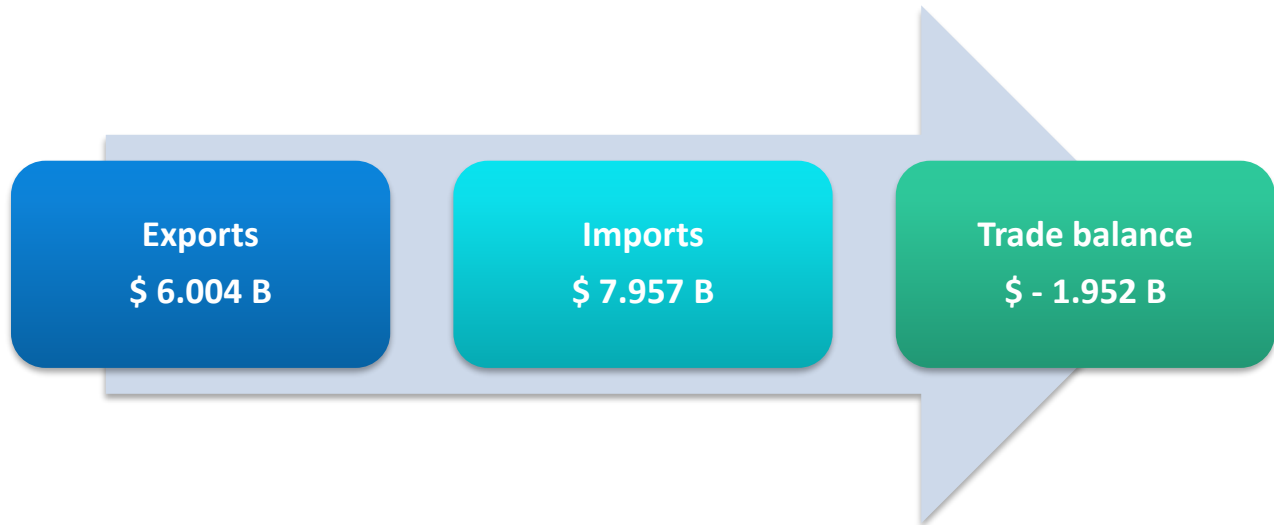 Exports
$ 6.004 B
Imports
$ 7.957 B
Trade balance
$ - 1.952 B